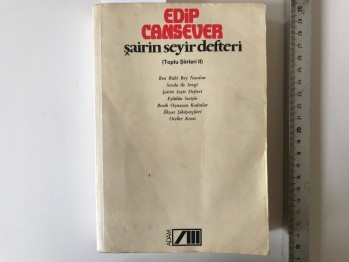 EDİP
CANSEVER
şairin seyir defteri
(Toplu Şiirleri II)
Ben Ruhi Bey Nasılım
Sevda ile Sevgi
Şairin Seyir Defteri
Eylülün Sesiyle
Bezik Oynayan Kadınlar
İlkyaz Şikâyetçileri
Oteller Kenti
ADAM